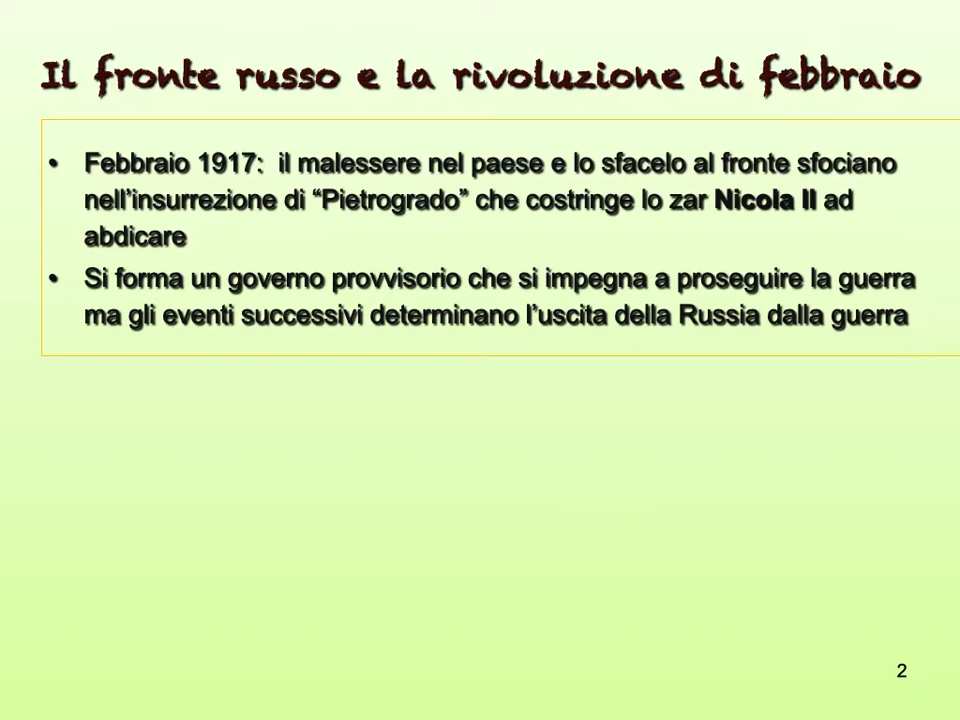 Il fronte russo e la rivoluzione di febbraio
• Febbraio 1917: il malessere nel paese e lo sfacelo al fronte sfociano
nell’insurrezione di “Pietrogrado” che costringe lo zar Nicola II ad
abdicare
• Si forma un governo provvisorio che si impegna a proseguire la guerra
ma gli eventi successivi determinano l’uscita della Russia dalla guerra
2